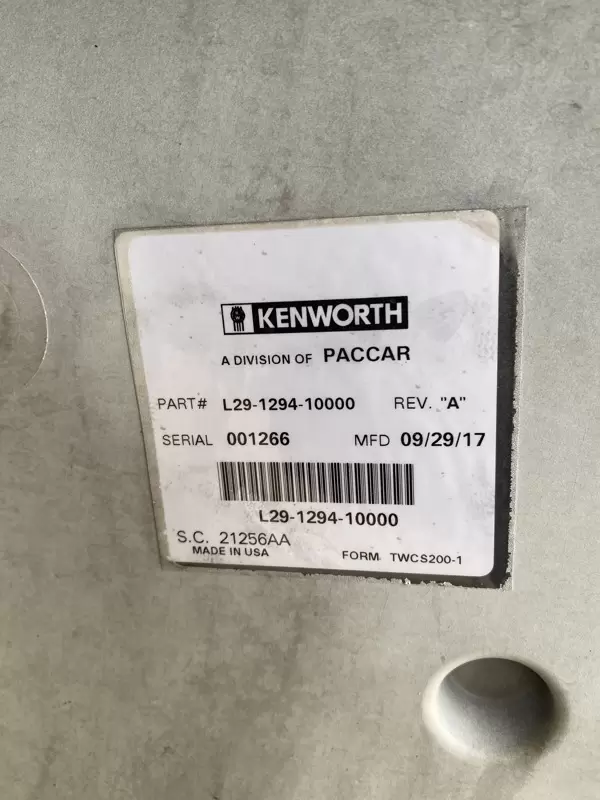 KENWORTH
A DIVISION OF PACCAR
PART# L29-1294-10000 REV. "A"
SERIAL 001266 MFD 09/29/17
L29-1294-10000
S.C. 21256AA
MADE IN USA FORM TWCS200-1